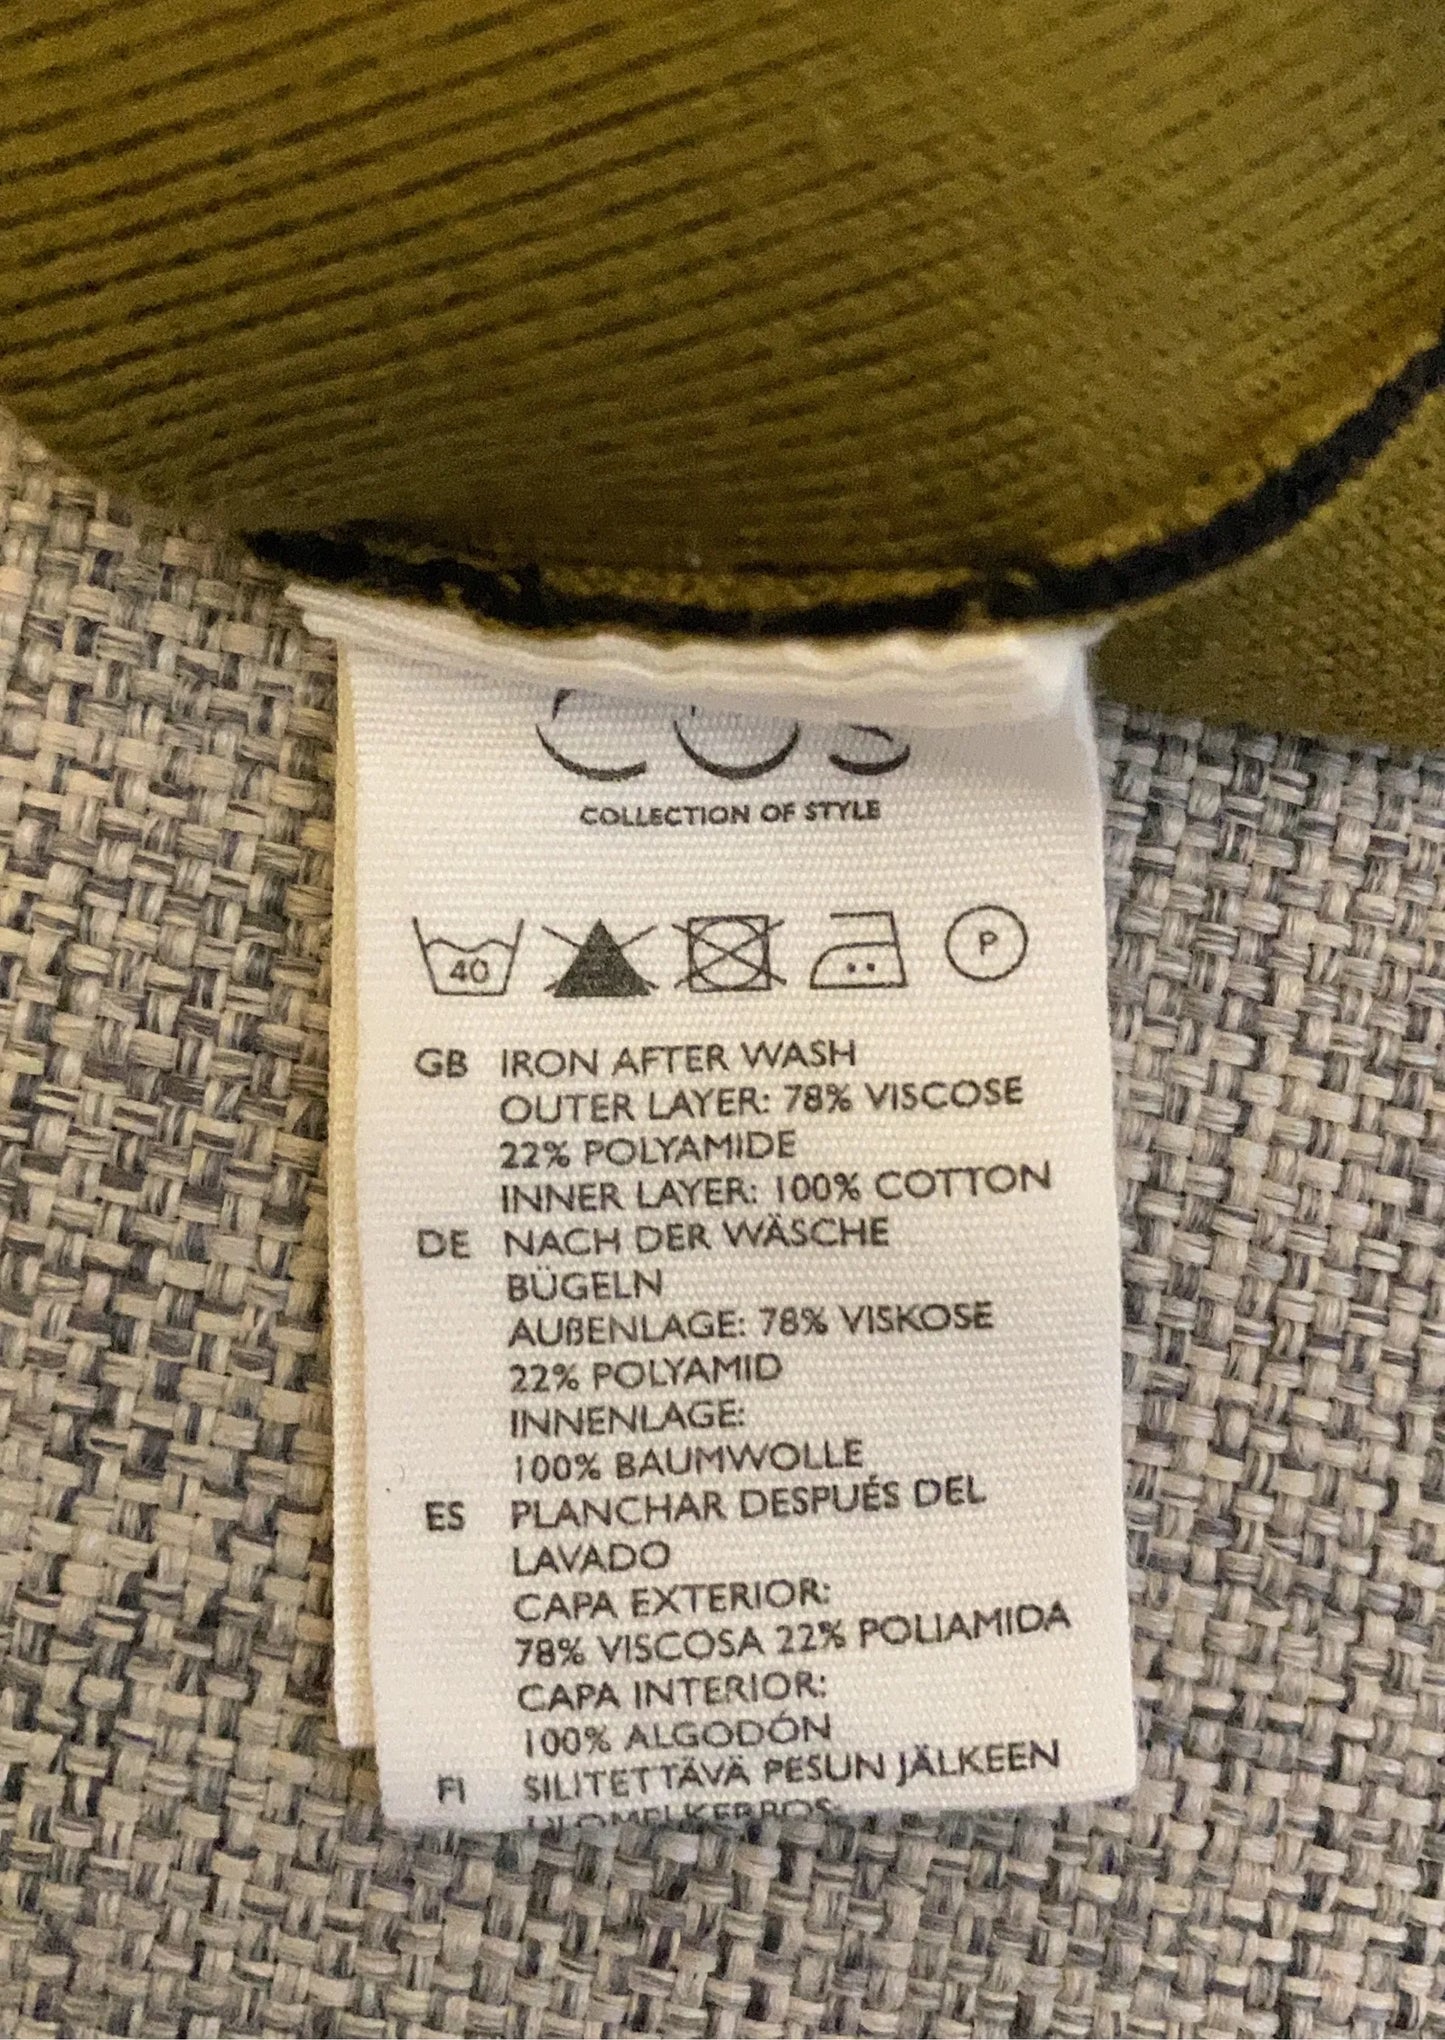 COS
COLLECTION OF STYLE
40
P
GB IRON AFTER WASH
OUTER LAYER: 78% VISCOSE
22% POLYAMIDE
INNER LAYER: 100% COTTON
DE NACH DER WÄSCHE
BÜGELN
AUßENLAGE: 78% VISKOSE
22% POLYAMID
INNENLAGE:
100% BAUMWOLLE
ES PLANCHAR DESPUÉS DEL
LAVADO
CAPA EXTERIOR:
78% VISCOSA 22% POLIAMIDA
CAPA INTERIOR:
100% ALGODÓN
FI SILITETTÄVÄ PESUN JÄLKEEN